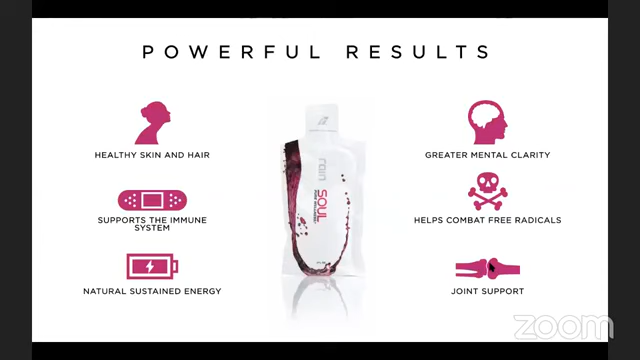 POWERFUL RESULTS
HEALTHY SKIN AND HAIR
GREATER MENTAL CLARITY
SUPPORTS THE IMMUNE
SYSTEM
HELPS COMBAT FREE RADICALS
NATURAL SUSTAINED ENERGY
JOINT SUPPORT
rain
SOUL
zoom